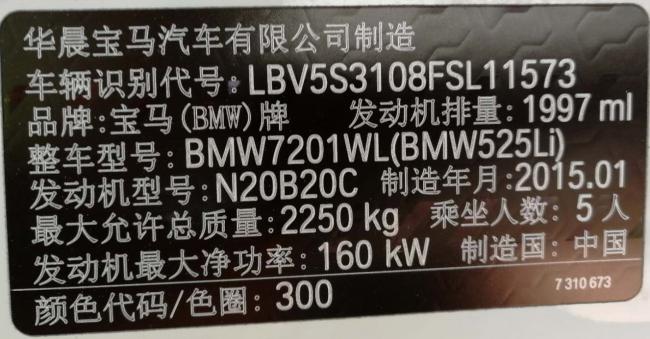 华晨宝马汽车有限公司制造
车辆识别代号: LBV5S3108FSL11573
品牌:宝马(BMW)牌 发动机排量:1997 ml
整车型号: BMW7201WL(BMW525Li)
发动机型号:N20B20C 制造年月:2015.01
最大允许总质量:2250 kg 乘坐人数: 5 人
发动机最大净功率: 160 kW 制造国: 中国
颜色代码/色圈: 300 7 310 673